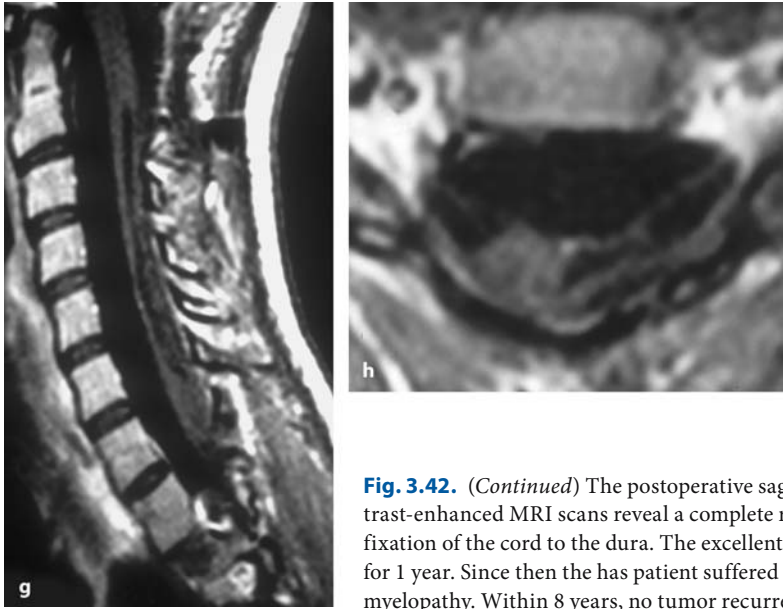 g
h
Fig. 3.42. (Continued) The postoperative sag
trast-enhanced MRI scans reveal a complete r
fixation of the cord to the dura. The excellent
for 1 year. Since then the has patient suffered
myelopathy. Within 8 years, no tumor recurr